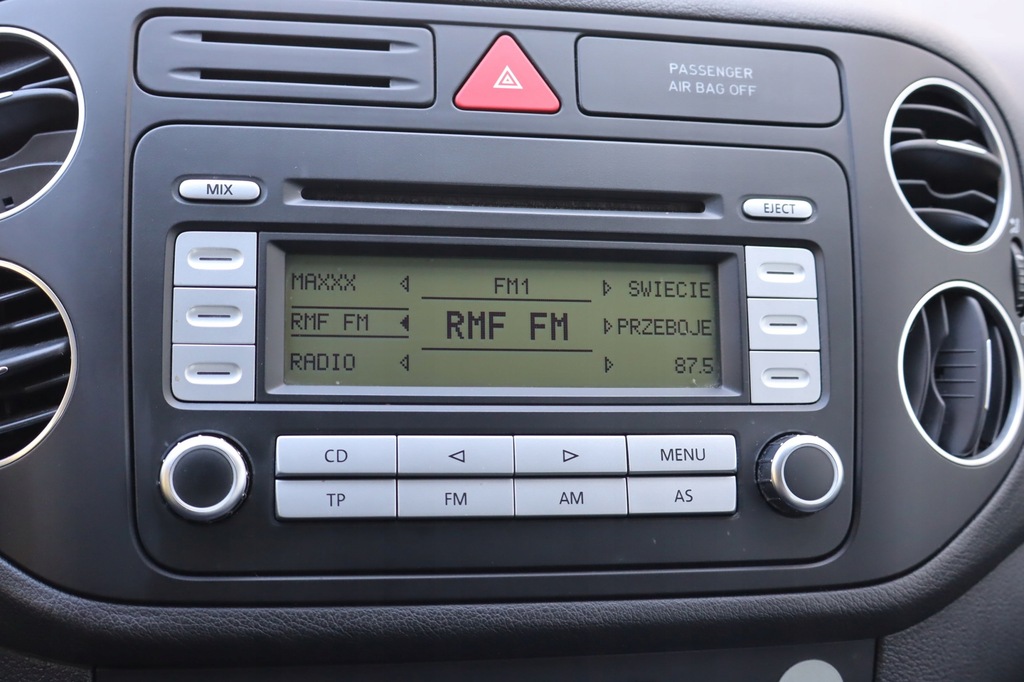 PASSENGER
AIR BAG OFF
MIX
EJECT
MAXXX FM1 SWIECIE
RMF FM RMF FM PRZEBOJE
RADIO 87.5
CD MENU
TP FM AM AS